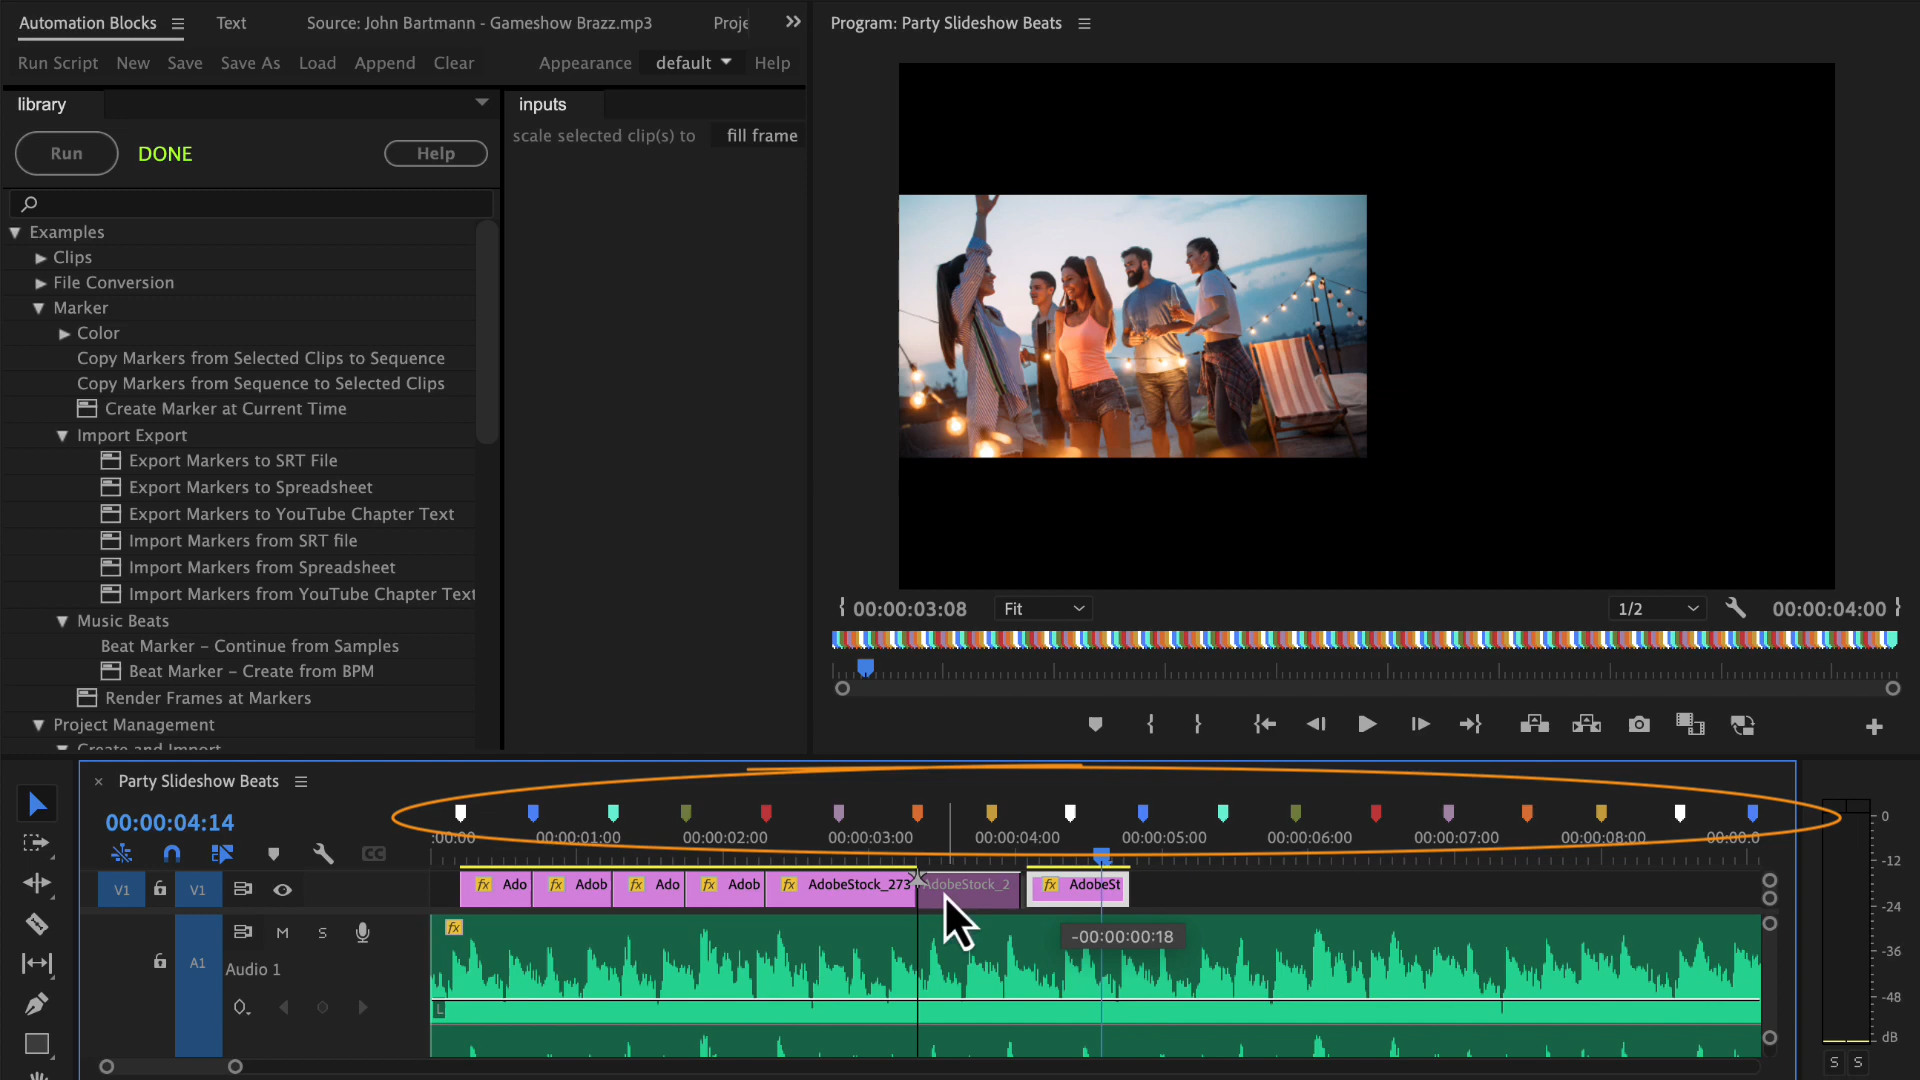 Automation Blocks
Text
Source: John Bartmann - Gameshow Brazz.mp3
Proje
Program: Party Slideshow Beats
Run Script
New
Save
Save As
Load
Append
Clear
Appearance
default
Help
library
inputs
Run
DONE
Help
scale selected clip(s) to
fill frame
Examples
Clips
File Conversion
Marker
Color
Copy Markers from Selected Clips to Sequence
Copy Markers from Sequence to Selected Clips
Create Marker at Current Time
Import Export
Export Markers to SRT File
Export Markers to Spreadsheet
Export Markers to YouTube Chapter Text
Import Markers from SRT file
Import Markers from Spreadsheet
Import Markers from YouTube Chapter Text
Music Beats
Beat Marker – Continue from Samples
Beat Marker – Create from BPM
Render Frames at Markers
Project Management
Create and Import
00:00:03:08
Fit
1/2
00:00:04:00
× Party Slideshow Beats
00:00:04:14
:00:00
00:00:01:00
00:00:02:00
00:00:03:00
00:00:04:00
00:00:05:00
00:00:06:00
00:00:07:00
00:00:08:00
00:00:0
CC
V1
V1
fx Ado
fx Adob
fx Ado
fx Adob
fx AdobeStock_273
AdobeStock_2
fx AdobeSt
fx
M
S
A1
Audio 1
L
-00:00:00:18
0
-12
-24
-36
-48
dB
S
S